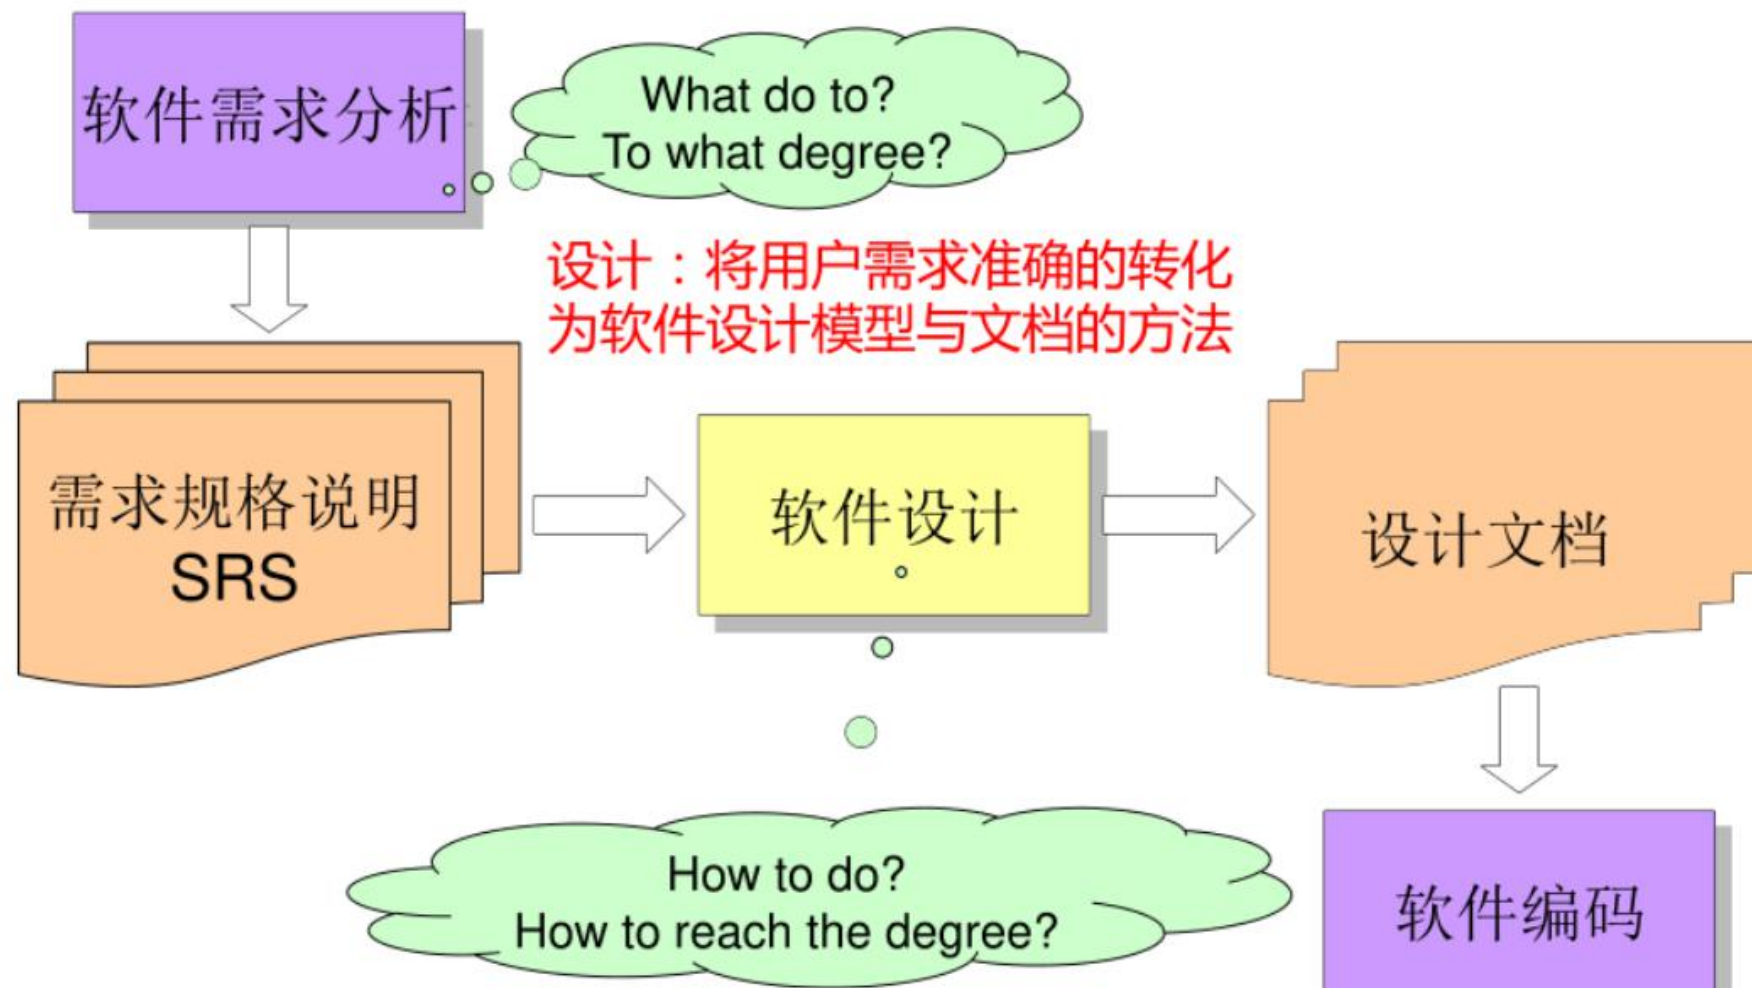 软件需求分析
What do to?
To what degree?
设计：将用户需求准确的转化
为软件设计模型与文档的方法
需求规格说明
SRS
软件设计
设计文档
How to do?
How to reach the degree?
软件编码